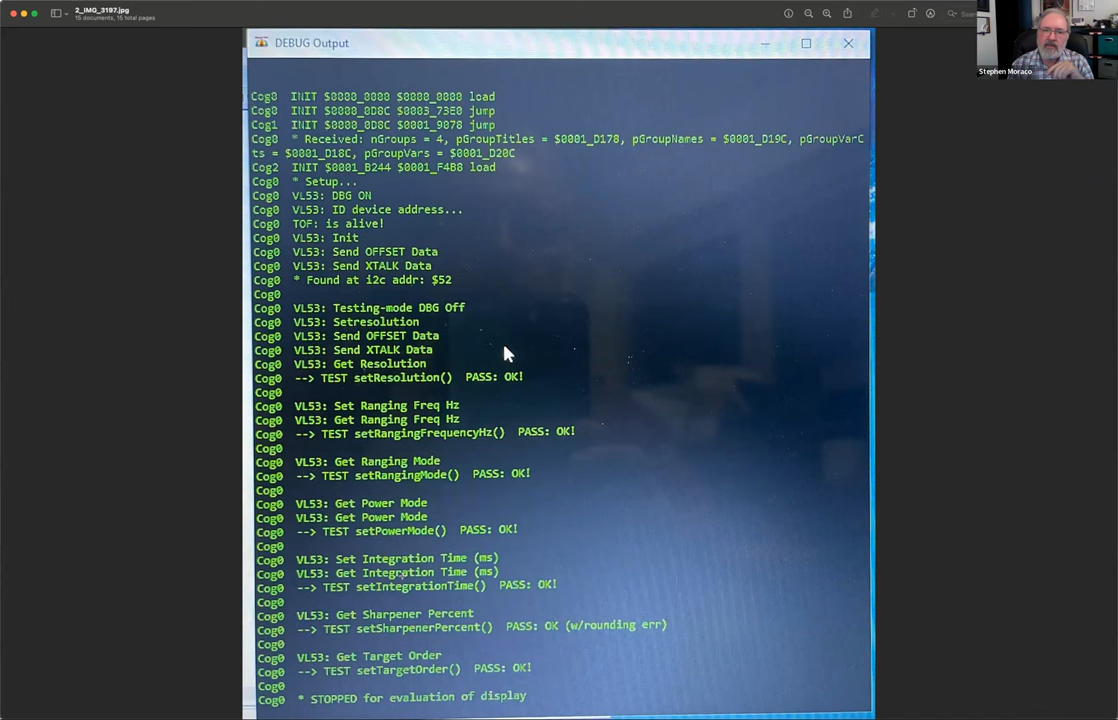 2_IMG_3197.jpg
15 documents, 15 total pages
Stephen Moraco
DEBUG Output
Cog0 INIT $0000_0000 $0000_0000 load
Cog0 INIT $0000_0D8C $0003_73E0 jump
Cog1 INIT $0000_0D8C $0001_9078 jump
Cog0 * Received: nGroups = 4, pGroupTitles = $0001_D178, pGroupNames = $0001_D19C, pGroupVarC
ts = $0001_D18C, pGroupVars = $0001_D20C
Cog2 INIT $0001_B244 $0001_F4B8 load
Cog0 * Setup...
Cog0 VL53: DBG ON
Cog0 VL53: ID device address...
Cog0 TOF: is alive!
Cog0 VL53: Init
Cog0 VL53: Send OFFSET Data
Cog0 VL53: Send XTALK Data
Cog0 * Found at i2c addr: $52
Cog0
Cog0 VL53: Testing-mode DBG Off
Cog0 VL53: Setresolution
Cog0 VL53: Send OFFSET Data
Cog0 VL53: Send XTALK Data
Cog0 VL53: Get Resolution
Cog0 --> TEST setResolution() PASS: OK!
Cog0
Cog0 VL53: Set Ranging Freq Hz
Cog0 VL53: Get Ranging Freq Hz
Cog0 --> TEST setRangingFrequencyHz() PASS: OK!
Cog0
Cog0 VL53: Get Ranging Mode
Cog0 --> TEST setRangingMode() PASS: OK!
Cog0
Cog0 VL53: Get Power Mode
Cog0 VL53: Get Power Mode
Cog0 --> TEST setPowerMode() PASS: OK!
Cog0
Cog0 VL53: Set Integration Time (ms)
Cog0 VL53: Get Integration Time (ms)
Cog0 --> TEST setIntegrationTime() PASS: OK!
Cog0
Cog0 VL53: Get Sharpener Percent
Cog0 --> TEST setSharpenerPercent() PASS: OK (w/rounding err)
Cog0
Cog0 VL53: Get Target Order
Cog0 --> TEST setTargetOrder() PASS: OK!
Cog0
Cog0 * STOPPED for evaluation of display